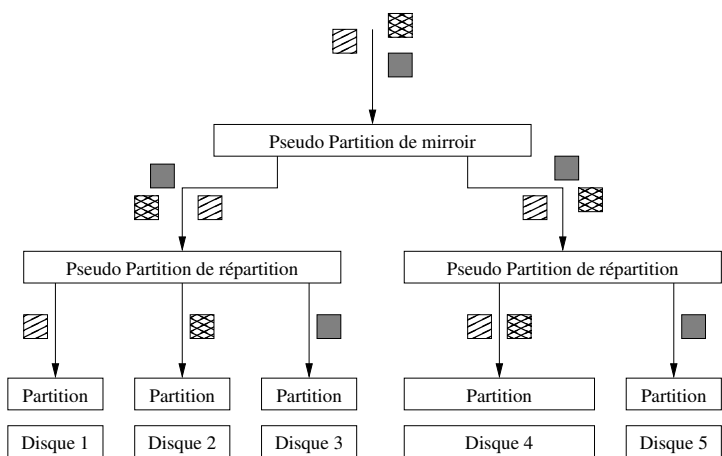 Pseudo Partition de mirroir
Pseudo Partition de répartition
Pseudo Partition de répartition
Partition
Partition
Partition
Partition
Partition
Disque 1
Disque 2
Disque 3
Disque 4
Disque 5